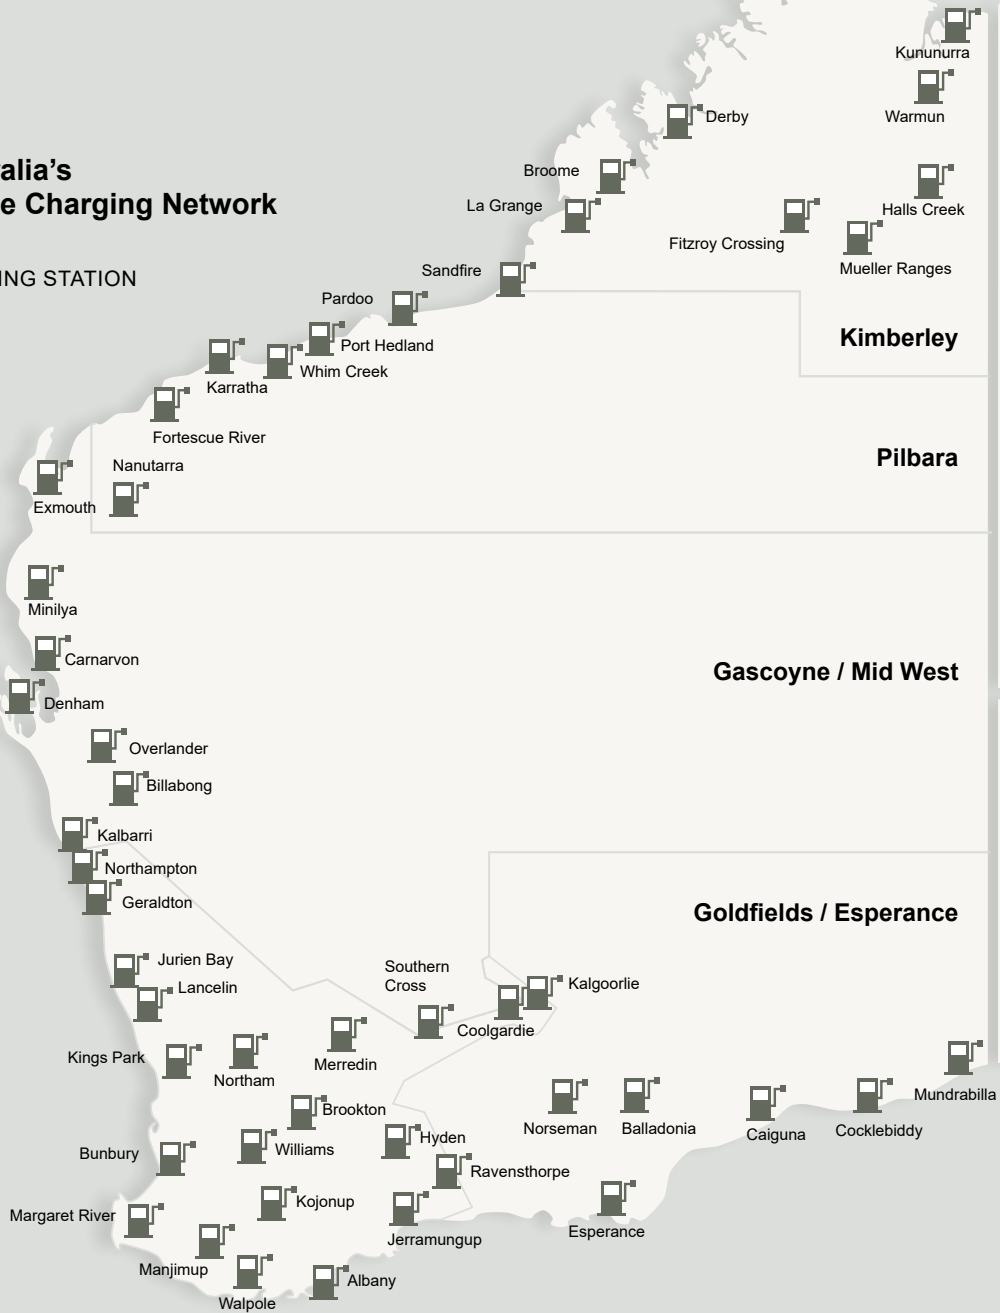 alia’s
e Charging Network
ING STATION
Kununurra
Warmun
Derby
Broome
La Grange
Halls Creek
Fitzroy Crossing
Mueller Ranges
Sandfire
Pardoo
Port Hedland
Kimberley
Whim Creek
Karratha
Fortescue River
Pilbara
Nanutarra
Exmouth
Minilya
Carnarvon
Gascoyne / Mid West
Denham
Overlander
Billabong
Kalbarri
Northampton
Geraldton
Goldfields / Esperance
Jurien Bay
Southern
Cross
Lancelin
Kalgoorlie
Coolgardie
Kings Park
Merredin
Northam
Mundrabilla
Brookton
Norseman
Balladonia
Caiguna
Cocklebiddy
Hyden
Williams
Bunbury
Ravensthorpe
Kojonup
Margaret River
Esperance
Jerramungup
Manjimup
Albany
Walpole